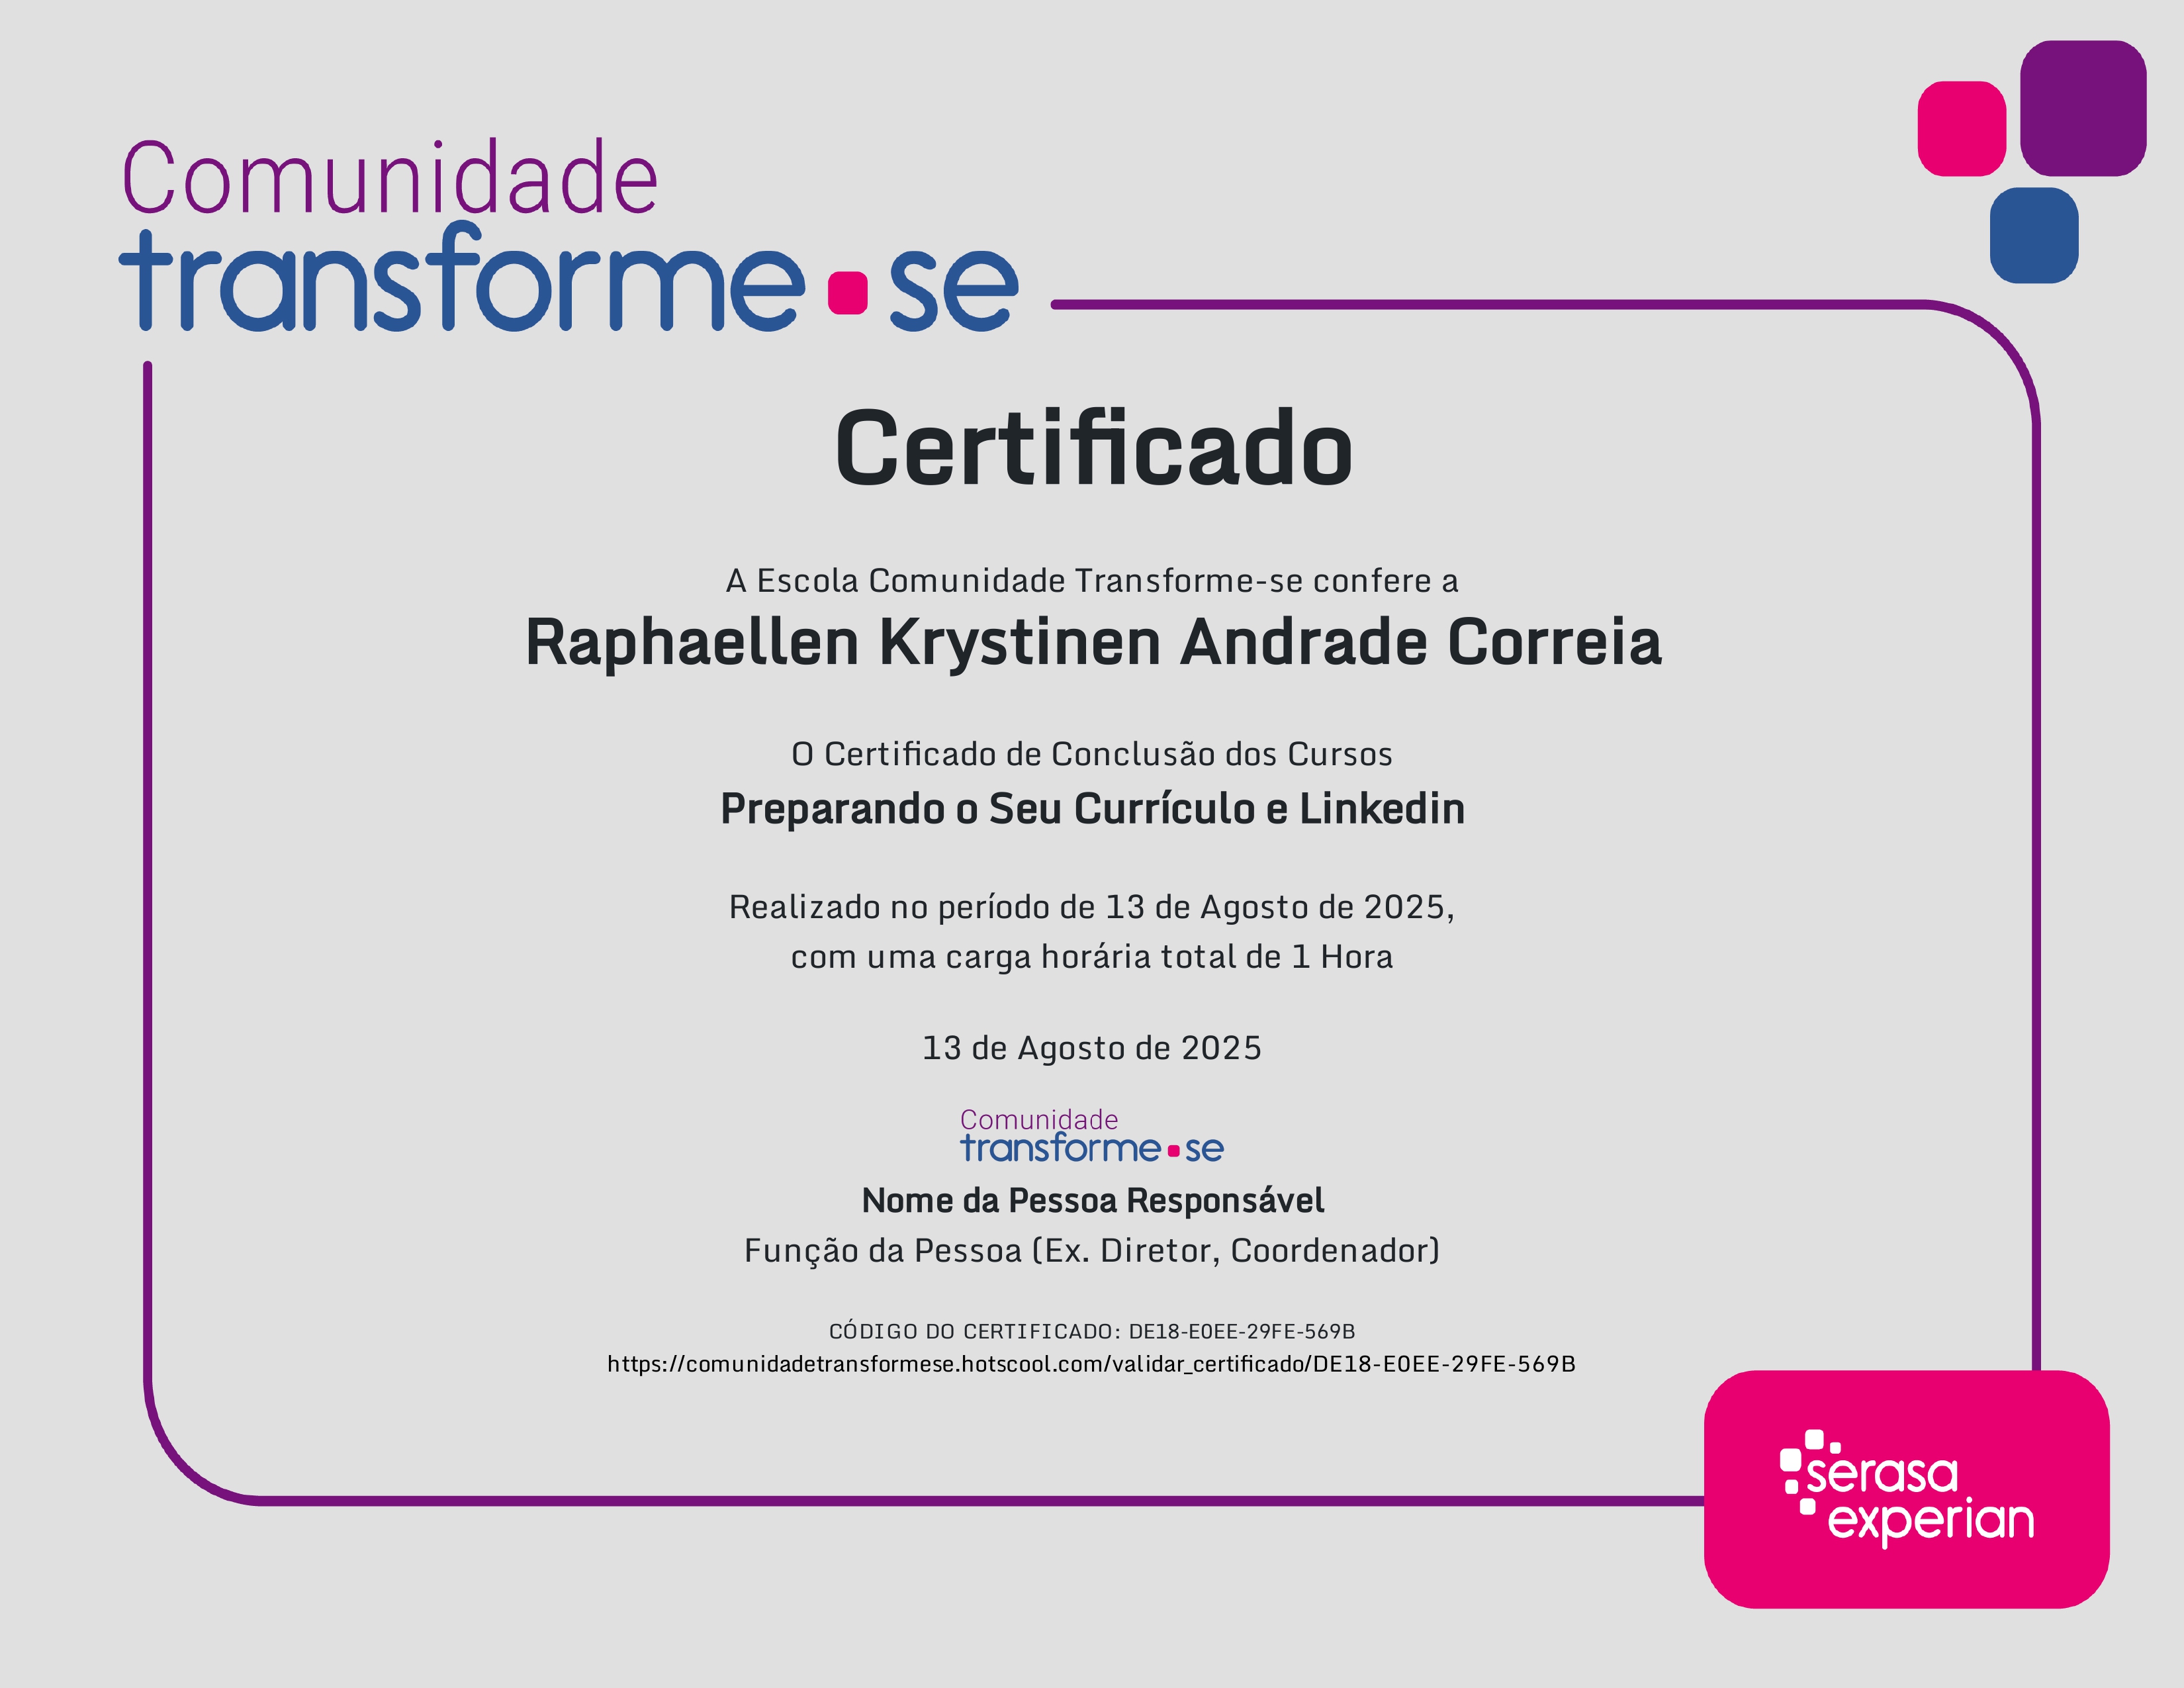 Comunidade
transforme.se
Certificado
A Escola Comunidade Transforme-se confere a
Raphaellen Krystinen Andrade Correia
O Certificado de Conclusão dos Cursos
Preparando o Seu Currículo e Linkedin
Realizado no período de 13 de Agosto de 2025,
com uma carga horária total de 1 Hora
13 de Agosto de 2025
Comunidade
transforme.se
Nome da Pessoa Responsável
Função da Pessoa (Ex. Diretor, Coordenador)
CÓDIGO DO CERTIFICADO: DE18-E0EE-29FE-569B
https://comunidadetransformese.hotscool.com/validar_certificado/DE18-E0EE-29FE-569B
serasa
experian